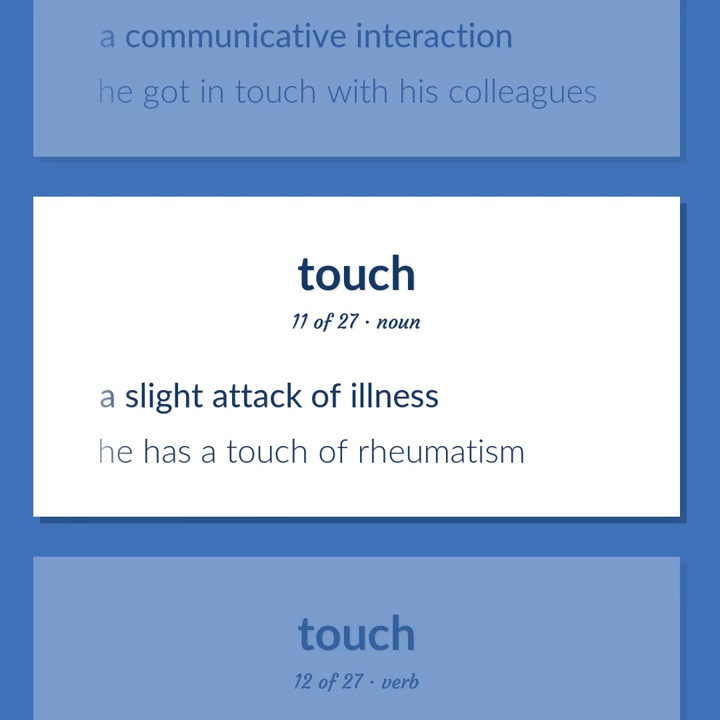 a communicative interaction
he got in touch with his colleagues
touch
11 of 27 · noun
a slight attack of illness
he has a touch of rheumatism
touch
12 of 27 · verb